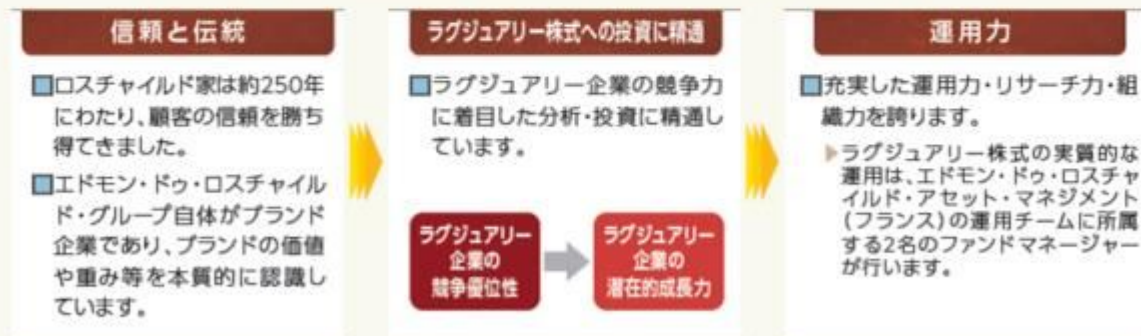 信頼と伝統
■ロスチャイルド家は約250年
にわたり、顧客の信頼を勝ち
得てきました。
■エドモン・ドゥ・ロスチャイル
ド・グループ自体がブランド
企業であり、ブランドの価値
や重み等を本質的に認識し
ています。
ラグジュアリー株式への投資に精通
■ラグジュアリー企業の競争力
に着目した分析・投資に精通し
ています。
ラグジュアリー
企業の
競争優位性
ラグジュアリー
企業の
潜在的成長力
運用力
■充実した運用力・リサーチ力・組
織力を誇ります。
▶ラグジュアリー株式の実質的な
運用は、エドモン・ドゥ・ロスチャ
イルド・アセット・マネジメント
(フランス)の運用チームに所属
する2名のファンドマネージャー
が行います。